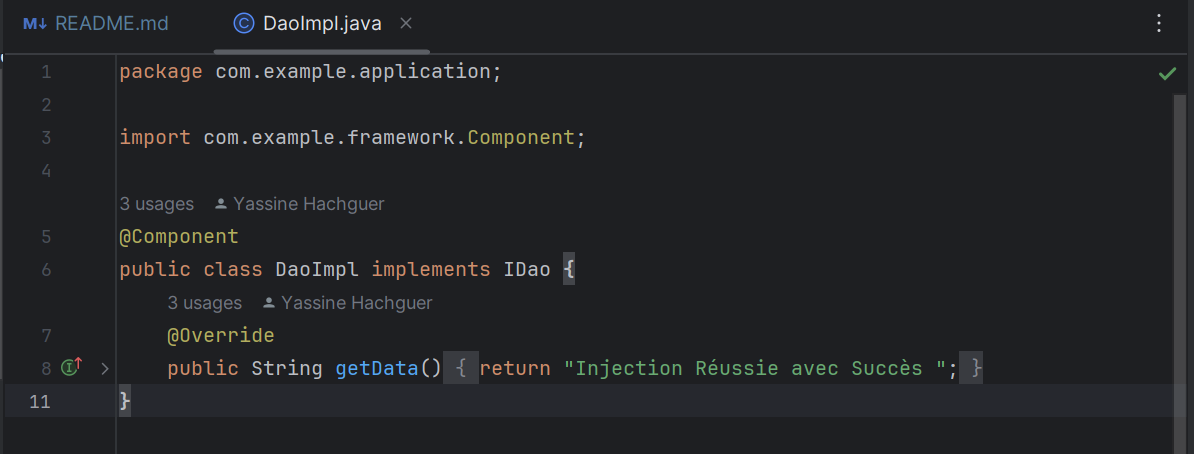 M↓ README.md
DaoImpl.java
1 package com.example.application;
2
3 import com.example.framework.Component;
4
3 usages Yassine Hachguer
5 @Component
6 public class DaoImpl implements IDao {
3 usages Yassine Hachguer
7 @Override
8 public String getData() { return "Injection Réussie avec Succès "; }
11 }